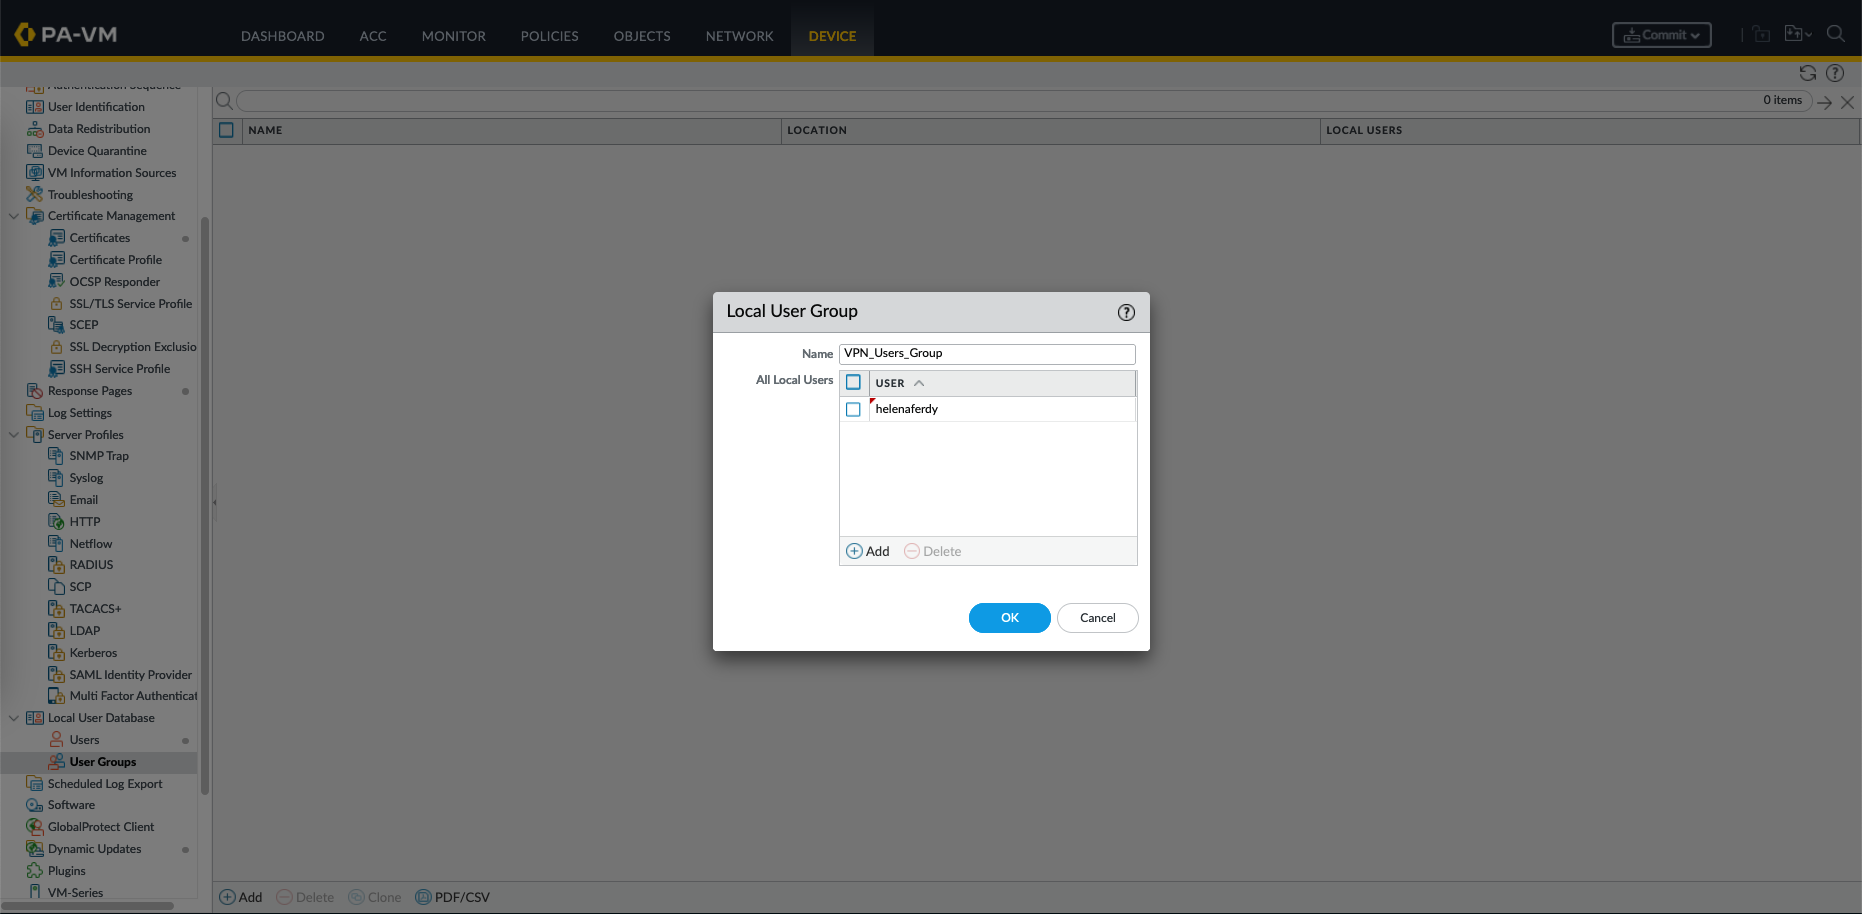 PA-VM
DASHBOARD ACC MONITOR POLICIES OBJECTS NETWORK DEVICE
Commit
Authentication Sequence
User Identification
Data Redistribution
Device Quarantine
VM Information Sources
Troubleshooting
Certificate Management
Certificates
Certificate Profile
OCSP Responder
SSL/TLS Service Profile
SCEP
SSL Decryption Exclusio
SSH Service Profile
Response Pages
Log Settings
Server Profiles
SNMP Trap
Syslog
Email
HTTP
Netflow
RADIUS
SCP
TACACS+
LDAP
Kerberos
SAML Identity Provider
Multi Factor Authenticat
Local User Database
Users
User Groups
Scheduled Log Export
Software
GlobalProtect Client
Dynamic Updates
Plugins
VM-Series
0 items
NAME LOCATION LOCAL USERS
Local User Group
Name VPN_Users_Group
All Local Users USER
helenaferdy
Add Delete
OK Cancel
Add Delete Clone PDF/CSV